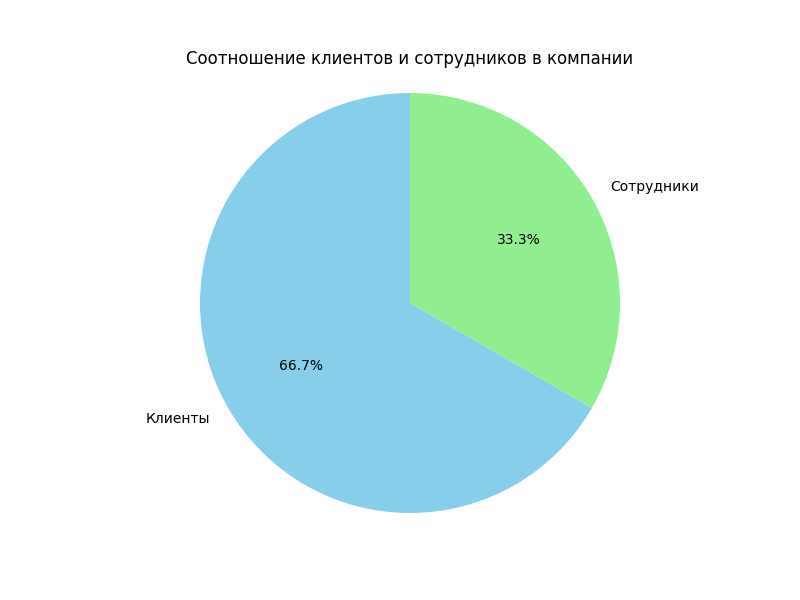 Соотношение клиентов и сотрудников в компании
Сотрудники
33.3%
66.7%
Клиенты